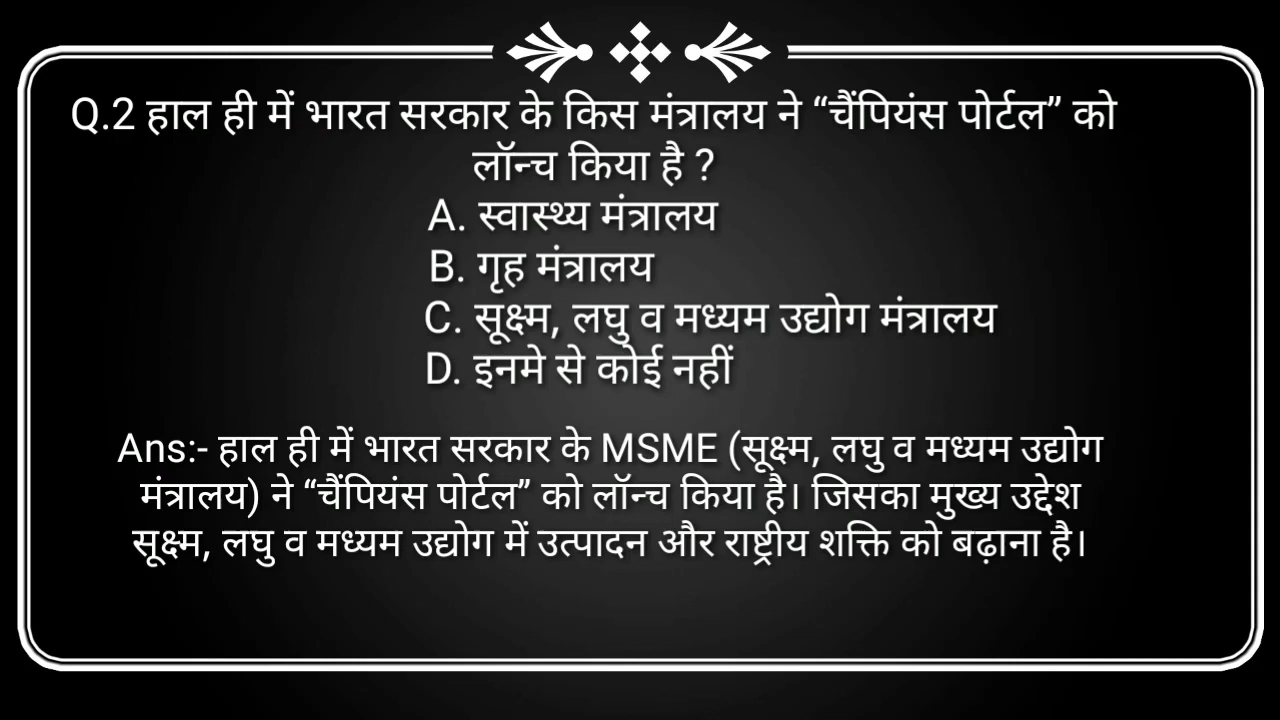 Q.2 हाल ही में भारत सरकार के किस मंत्रालय ने “चैंपियंस पोर्टल” को
लॉन्च किया है ?
A. स्वास्थ्य मंत्रालय
B. गृह मंत्रालय
C. सूक्ष्म, लघु व मध्यम उद्योग मंत्रालय
D. इनमे से कोई नहीं
Ans:- हाल ही में भारत सरकार के MSME (सूक्ष्म, लघु व मध्यम उद्योग
मंत्रालय) ने “चैंपियंस पोर्टल” को लॉन्च किया है। जिसका मुख्य उद्देश
सूक्ष्म, लघु व मध्यम उद्योग में उत्पादन और राष्ट्रीय शक्ति को बढ़ाना है।